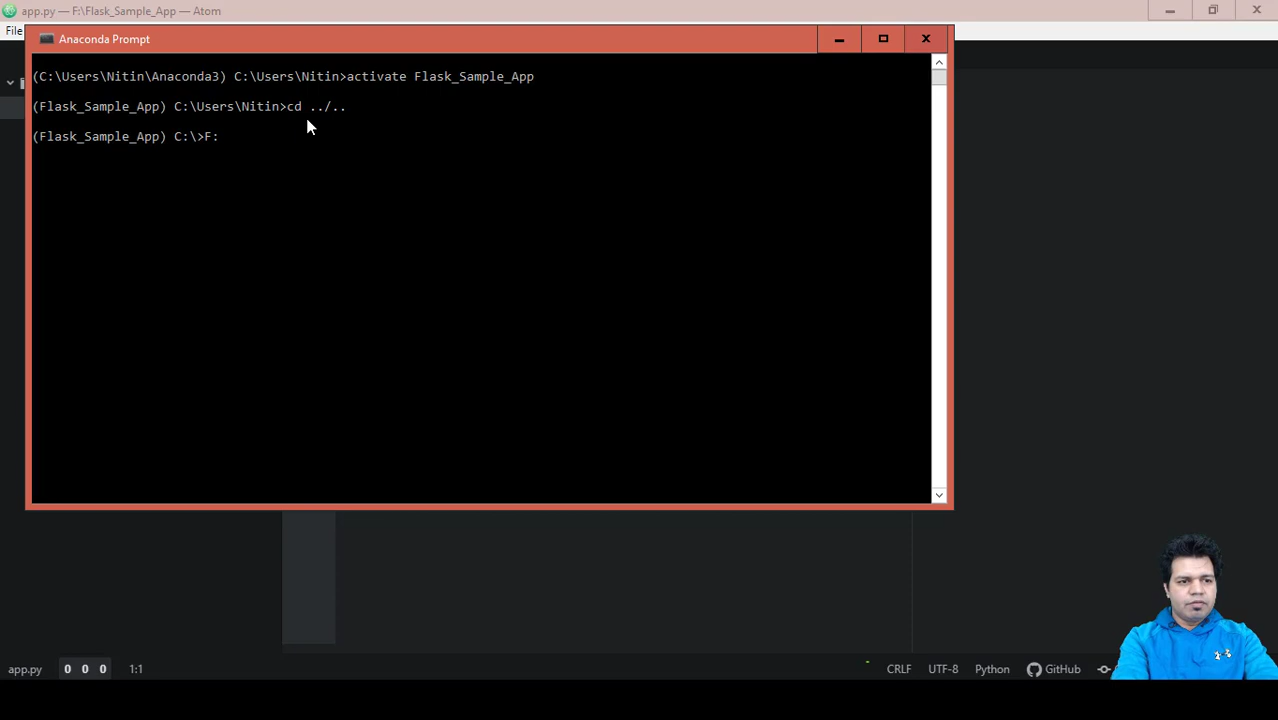 app.py — F:\Flask_Sample_App — Atom
File
Anaconda Prompt
(C:\Users\Nitin\Anaconda3) C:\Users\Nitin>activate Flask_Sample_App
(Flask_Sample_App) C:\Users\Nitin>cd ../..
(Flask_Sample_App) C:\>F:
app.py 0 0 0 1:1 CRLF UTF-8 Python GitHub